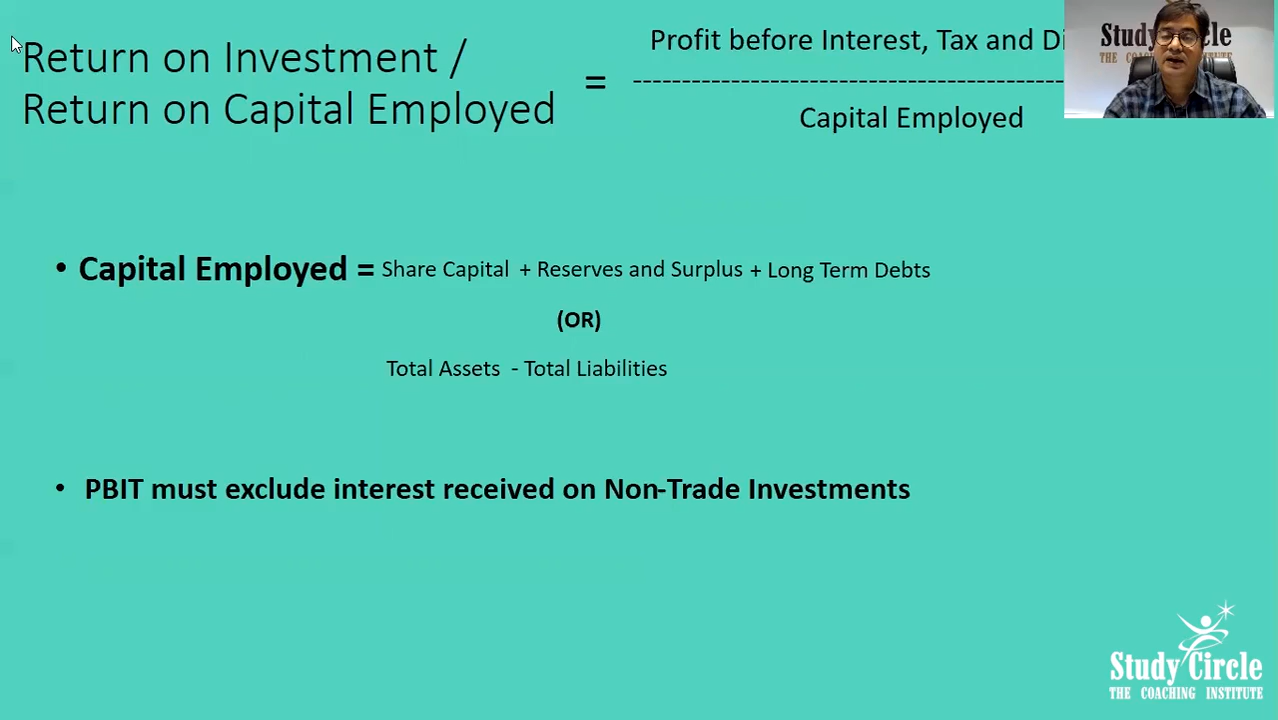 Return on Investment /
Return on Capital Employed
=
Profit before Interest, Tax and
--------------------------------------------
Capital Employed
• Capital Employed = Share Capital + Reserves and Surplus + Long Term Debts
(OR)
Total Assets - Total Liabilities
• PBIT must exclude interest received on Non-Trade Investments
Study Circle
THE COACHING INSTITUTE